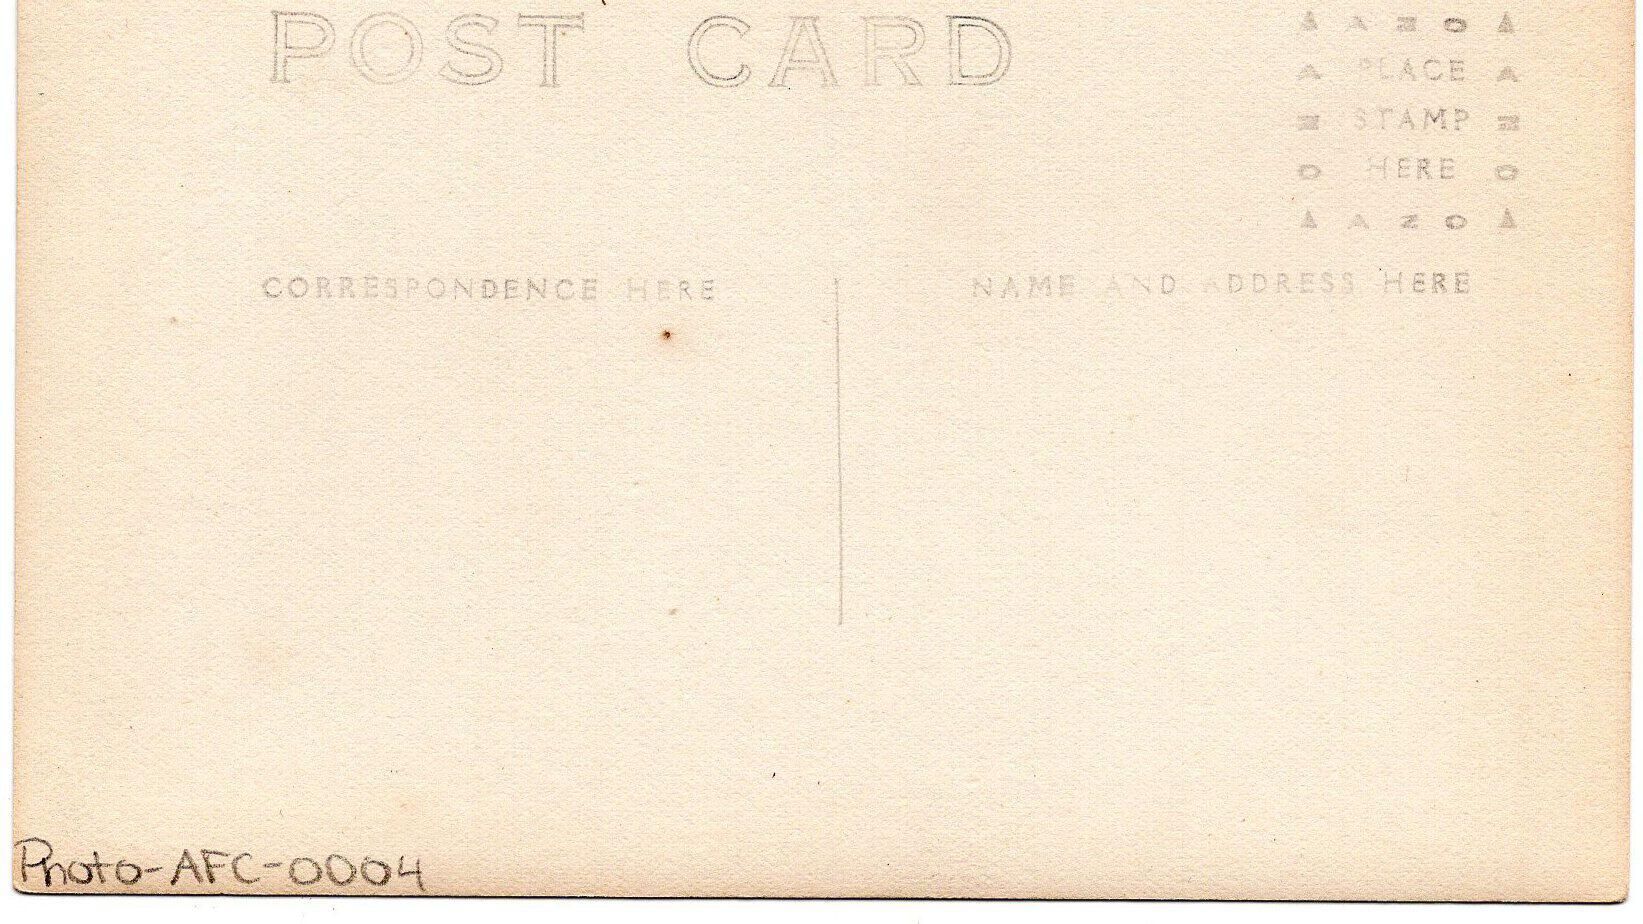 POST CARD
AZO
PLACE
STAMP
HERE
AZO
CORRESPONDENCE HERE
NAME AND ADDRESS HERE
Photo-AFC-0004